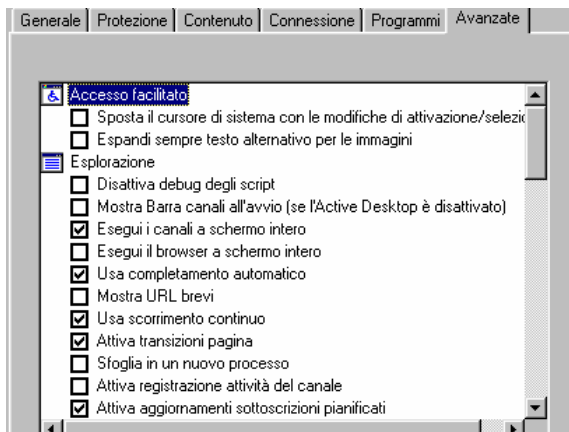 Generale Protezione Contenuto Connessione Programmi Avanzate
Accesso facilitato
Sposta il cursore di sistema con le modifiche di attivazione/selezi
Espandi sempre testo alternativo per le immagini
Esplorazione
Disattiva debug degli script
Mostra Barra canali all'avvio (se l'Active Desktop è disattivato)
Esegui i canali a schermo intero
Esegui il browser a schermo intero
Usa completamento automatico
Mostra URL brevi
Usa scorrimento continuo
Attiva transizioni pagina
Sfoglia in un nuovo processo
Attiva registrazione attività del canale
Attiva aggiornamenti sottoscrizioni pianificati